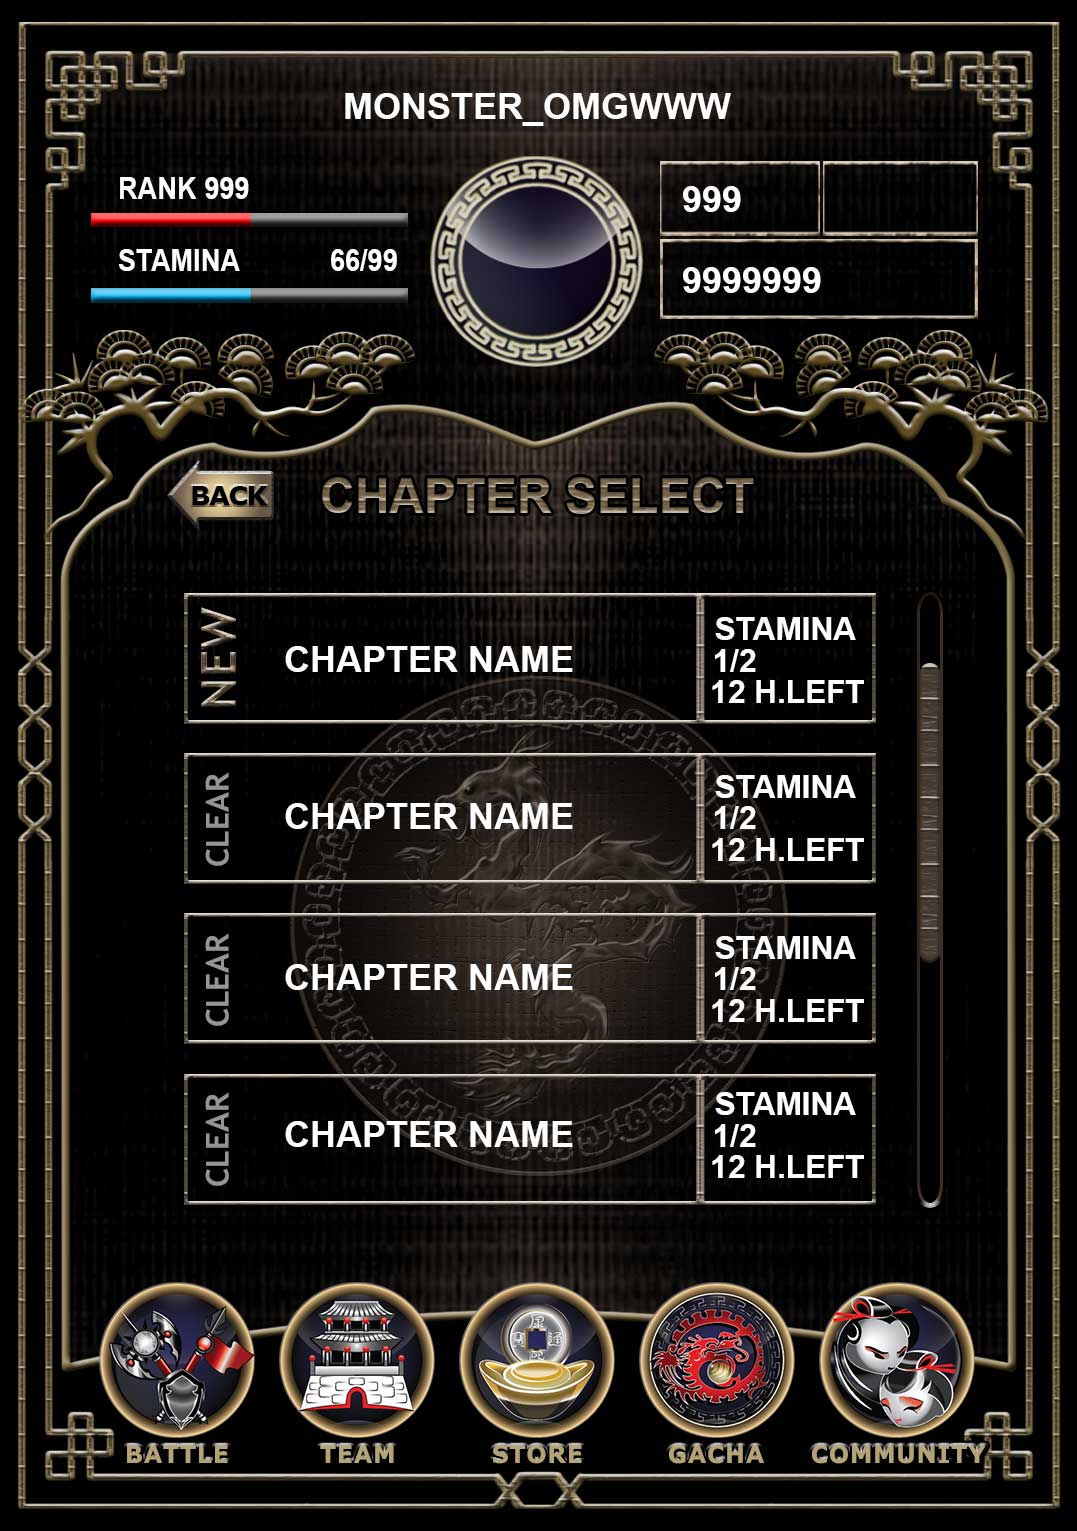 MONSTER_OMGWWW
RANK 999
STAMINA 66/99
999
9999999
BACK
CHAPTER SELECT
NEW
CHAPTER NAME
STAMINA
1/2
12 H.LEFT
CLEAR
CHAPTER NAME
STAMINA
1/2
12 H.LEFT
CLEAR
CHAPTER NAME
STAMINA
1/2
12 H.LEFT
CLEAR
CHAPTER NAME
STAMINA
1/2
12 H.LEFT
BATTLE
TEAM
STORE
GACHA
COMMUNITY